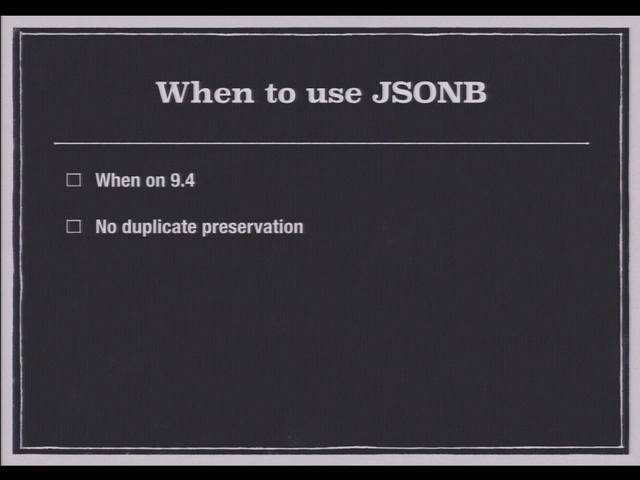 When to use JSONB
When on 9.4
No duplicate preservation